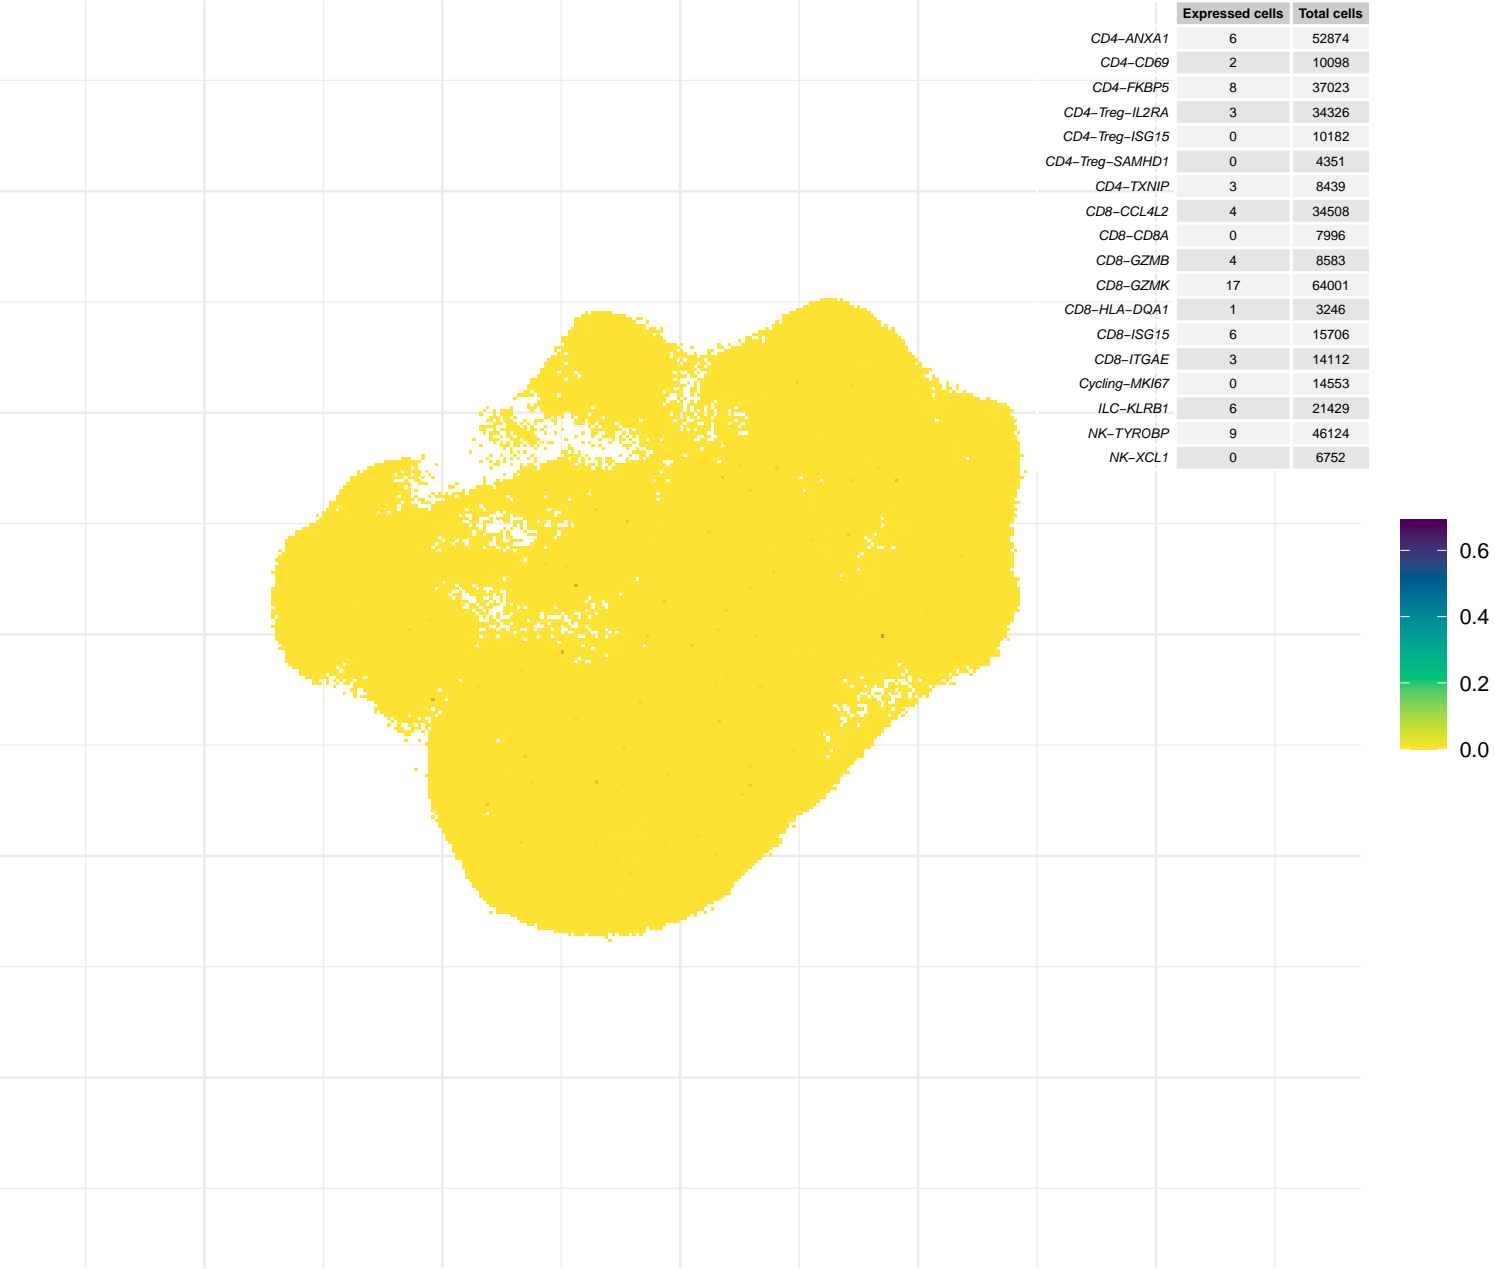 Expressed cells Total cells
CD4−ANXA1 6 52874
CD4−CD69 2 10098
CD4−FKBP5 8 37023
CD4−Treg−IL2RA 3 34326
CD4−Treg−ISG15 0 10182
CD4−Treg−SAMHD1 0 4351
CD4−TXNIP 3 8439
CD8−CCL4L2 4 34508
CD8−CD8A 0 7996
CD8−GZMB 4 8583
CD8−GZMK 17 64001
CD8−HLA−DQA1 1 3246
CD8−ISG15 6 15706
CD8−ITGAE 3 14112
Cycling−MKI67 0 14553
ILC−KLRB1 6 21429
NK−TYROBP 9 46124
NK−XCL1 0 6752
0.6
0.4
0.2
0.0